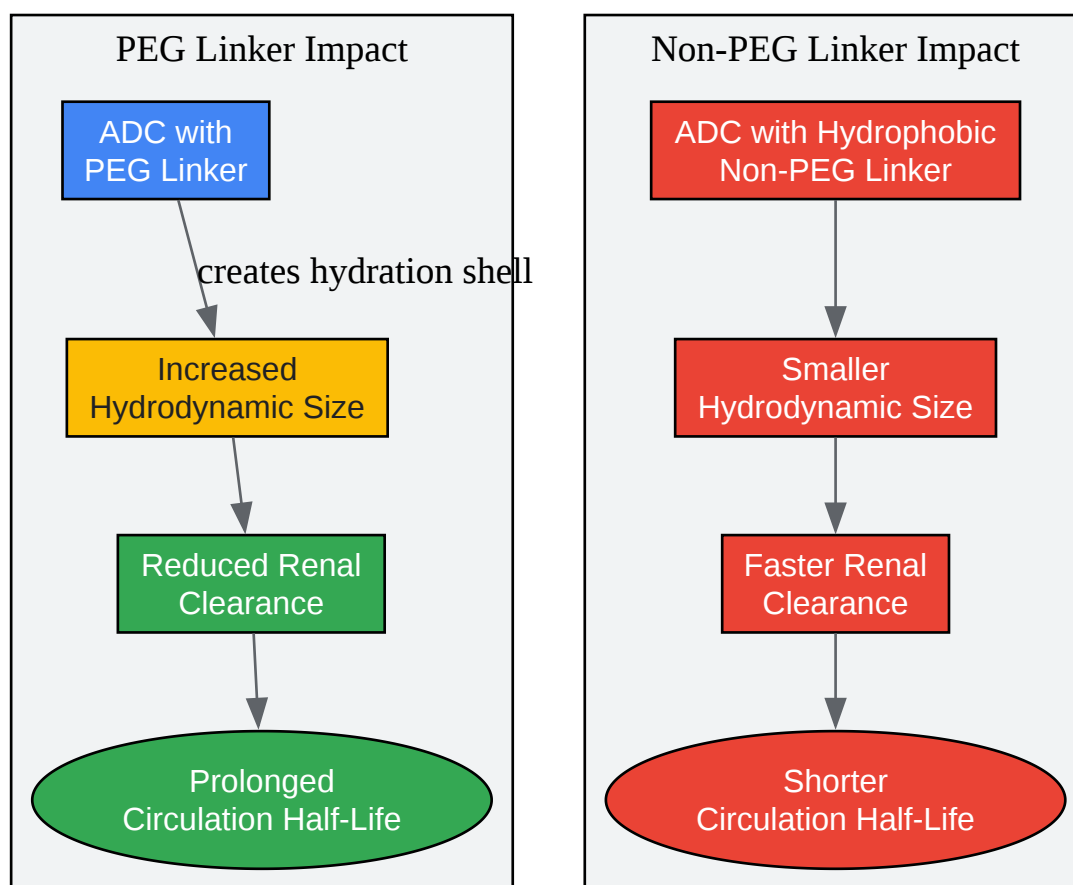 PEG Linker Impact
ADC with
PEG Linker
creates hydration shell
Increased
Hydrodynamic Size
Reduced Renal
Clearance
Prolonged
Circulation Half-Life
Non-PEG Linker Impact
ADC with Hydrophobic
Non-PEG Linker
Smaller
Hydrodynamic Size
Faster Renal
Clearance
Shorter
Circulation Half-Life